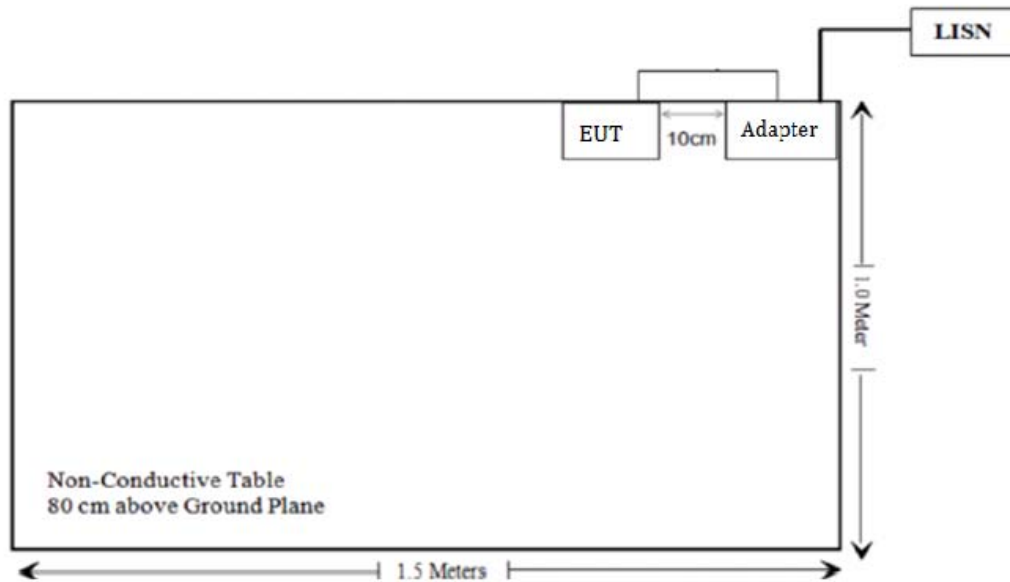 LISN
EUT
10cm
Adapter
1.0 Meter
Non-Conductive Table
80 cm above Ground Plane
1.5 Meters